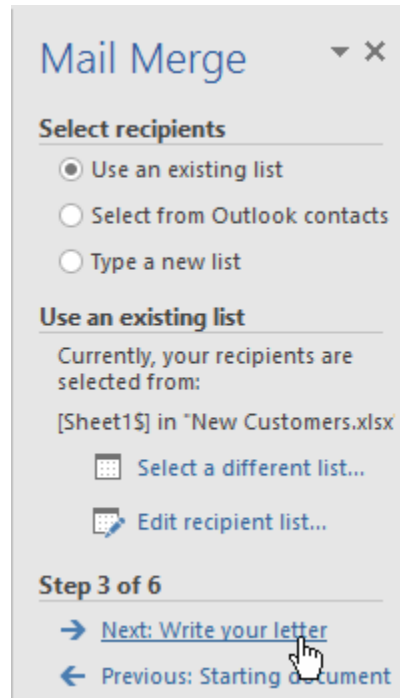 Mail Merge
Select recipients
Use an existing list
Select from Outlook contacts
Type a new list
Use an existing list
Currently, your recipients are
selected from:
[Sheet1$] in "New Customers.xlsx"
Select a different list...
Edit recipient list...
Step 3 of 6
Next: Write your letter
Previous: Starting document